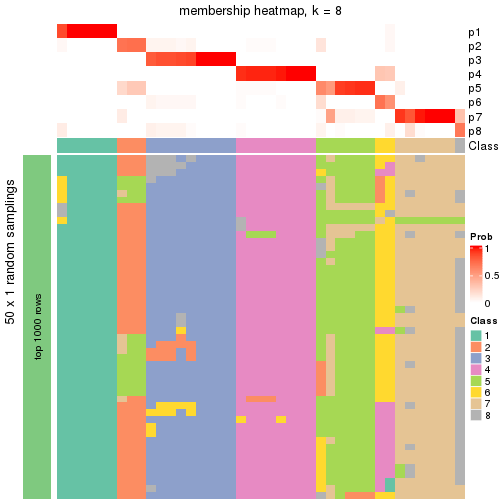 membership heatmap, k = 8
p1
p2
p3
p4
p5
p6
p7
p8
Class
50 x 1 random samplings
top 1000 rows
Prob
1
0.5
0
Class
1
2
3
4
5
6
7
8